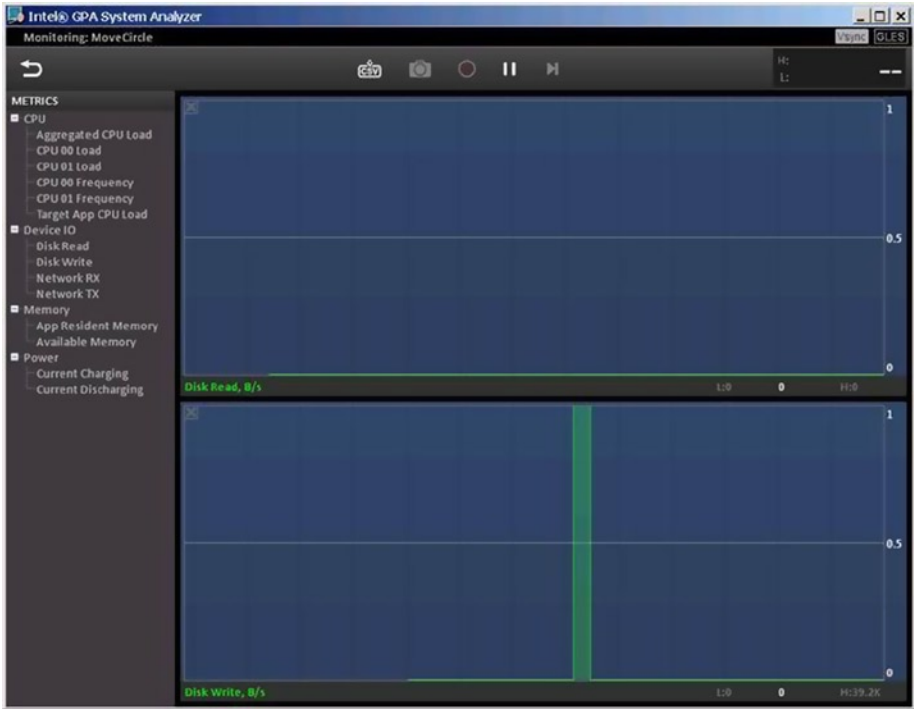 Intel® GPA System Analyzer
Monitoring: MoveCircle
Vsync GLES
CSV
H:
L: --
METRICS
CPU
Aggregated CPU Load
CPU 00 Load
CPU 01 Load
CPU 00 Frequency
CPU 01 Frequency
Target App CPU Load
Device IO
Disk Read
Disk Write
Network RX
Network TX
Memory
App Resident Memory
Available Memory
Power
Current Charging
Current Discharging
1
0.5
0
Disk Read, B/s L:0 0 H:0
1
0.5
0
Disk Write, B/s L:0 0 H:39.2K